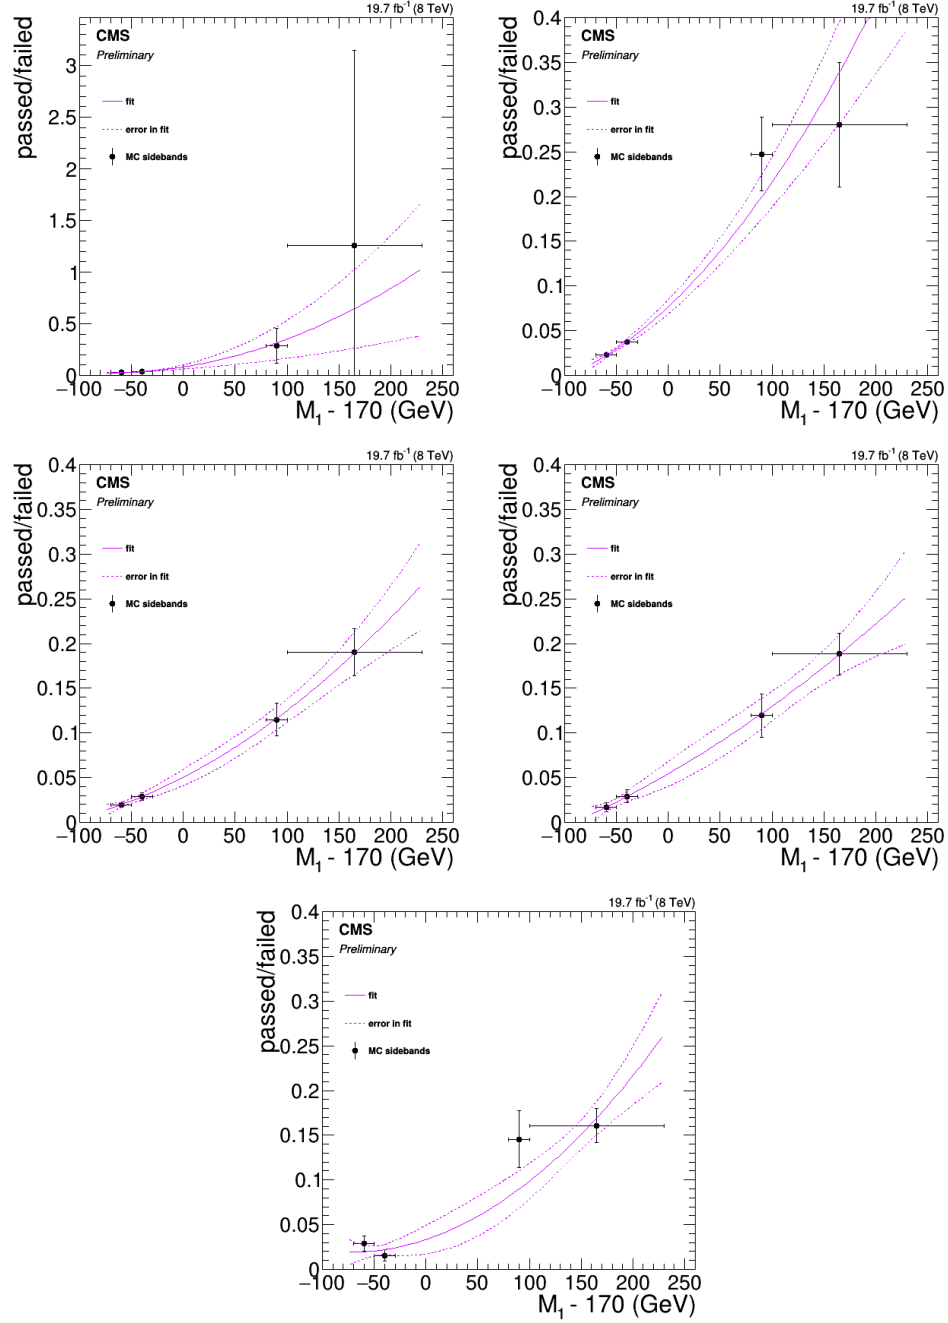 19.7 fb-1 (8 TeV)
passed/failed
CMS
Preliminary
fit
error in fit
MC sidebands
3
2.5
2
1.5
1
0.5
0
−100 −50 0 50 100 150 200 250
M1 - 170 (GeV)
19.7 fb-1 (8 TeV)
passed/failed
CMS
Preliminary
fit
error in fit
MC sidebands
0.4
0.35
0.3
0.25
0.2
0.15
0.1
0.05
0
−100 −50 0 50 100 150 200 250
M1 - 170 (GeV)
19.7 fb-1 (8 TeV)
passed/failed
CMS
Preliminary
fit
error in fit
MC sidebands
0.4
0.35
0.3
0.25
0.2
0.15
0.1
0.05
0
−100 −50 0 50 100 150 200 250
M1 - 170 (GeV)
19.7 fb-1 (8 TeV)
passed/failed
CMS
Preliminary
fit
error in fit
MC sidebands
0.4
0.35
0.3
0.25
0.2
0.15
0.1
0.05
0
−100 −50 0 50 100 150 200 250
M1 - 170 (GeV)
19.7 fb-1 (8 TeV)
passed/failed
CMS
Preliminary
fit
error in fit
MC sidebands
0.4
0.35
0.3
0.25
0.2
0.15
0.1
0.05
0
−100 −50 0 50 100 150 200 250
M1 - 170 (GeV)